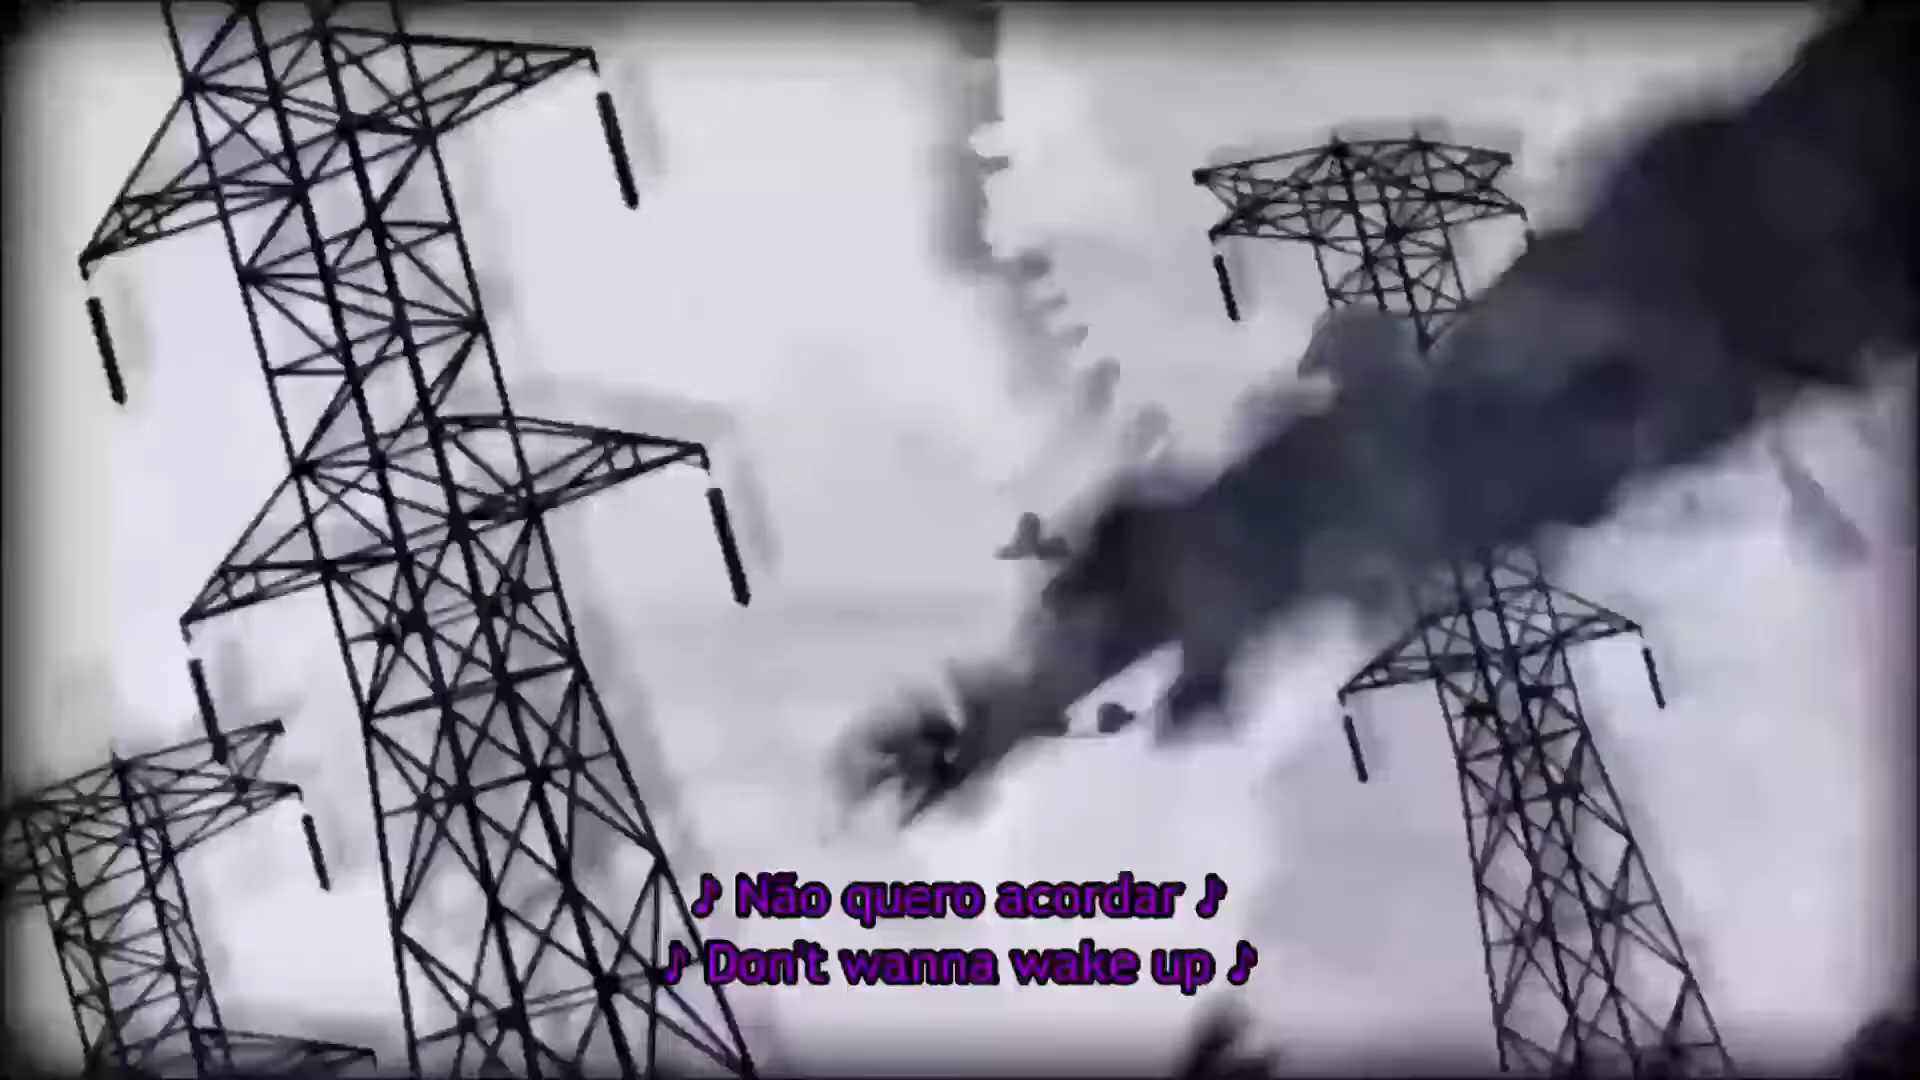 ♪ Não quero acordar ♪
♪ Don't wanna wake up ♪